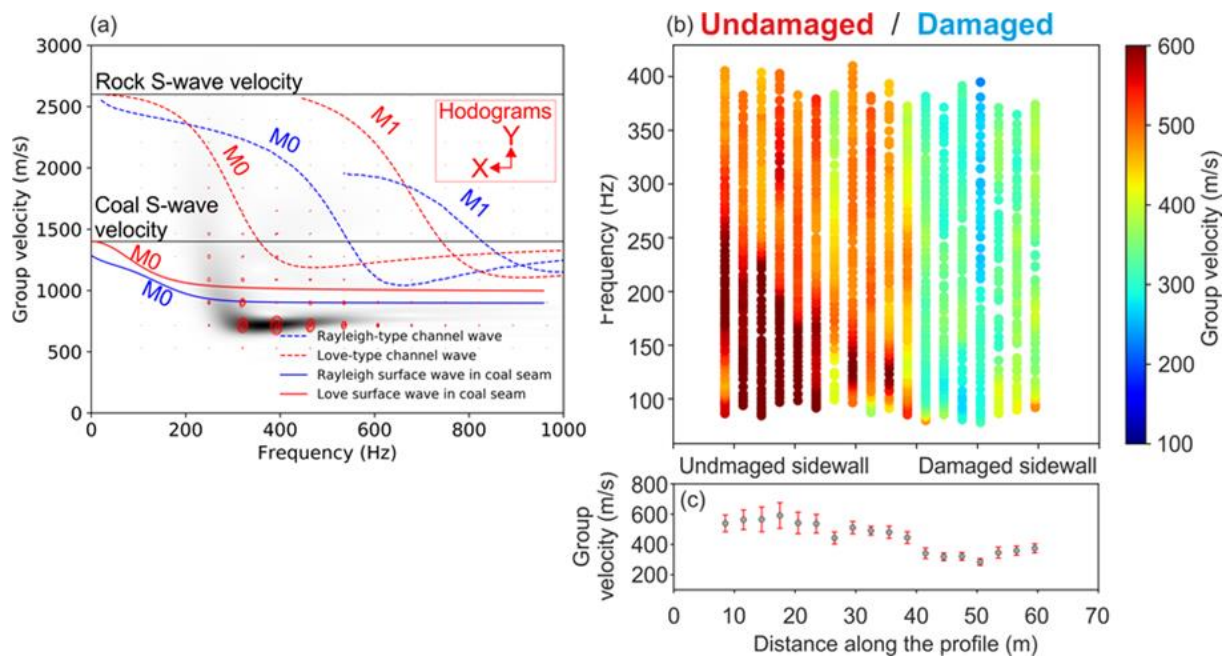 (a)
3000
2500
2000
1500
1000
500
0
Group velocity (m/s)
Rock S-wave velocity
Coal S-wave
velocity
M0
M0
M1
M1
M0
M0
Hodograms
Y
X
Rayleigh-type channel wave
Love-type channel wave
Rayleigh surface wave in coal seam
Love surface wave in coal seam
0
200
400
600
800
1000
Frequency (Hz)
(b) Undamaged / Damaged
400
350
300
250
200
150
100
Frequency (Hz)
600
500
400
300
200
100
Group velocity (m/s)
Undmaged sidewall
Damaged sidewall
(c)
800
600
400
200
Group
velocity (m/s)
0
10
20
30
40
50
60
70
Distance along the profile (m)